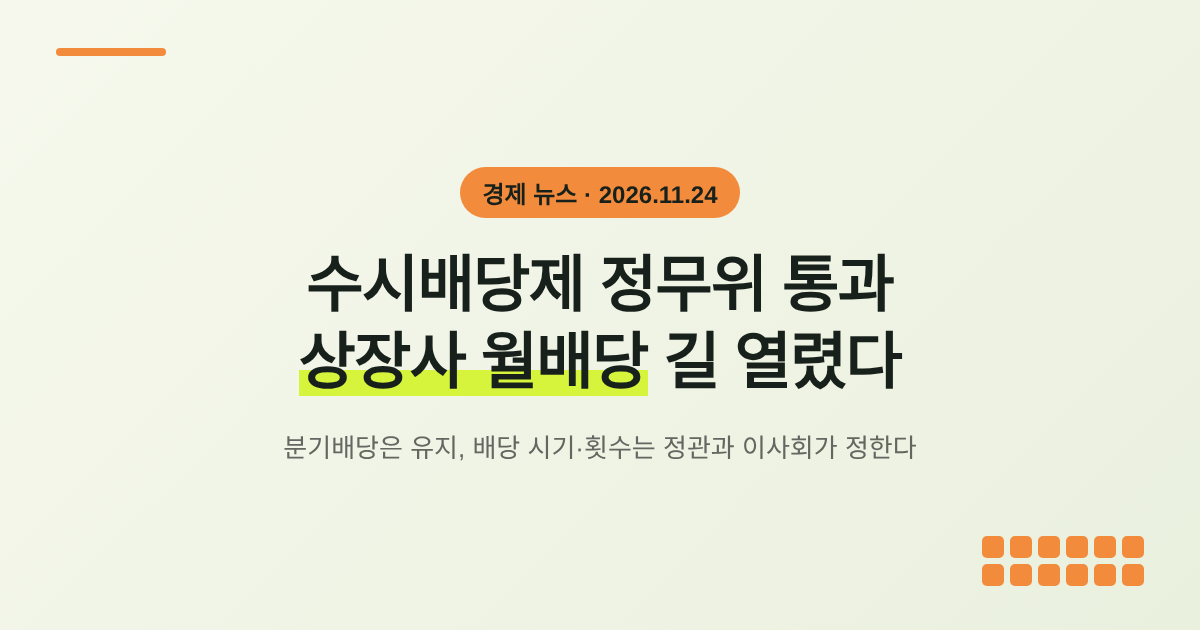 경제 뉴스 · 2026.11.24
수시배당제 정무위 통과
상장사 월배당 길 열렸다
분기배당은 유지, 배당 시기·횟수는 정관과 이사회가 정한다